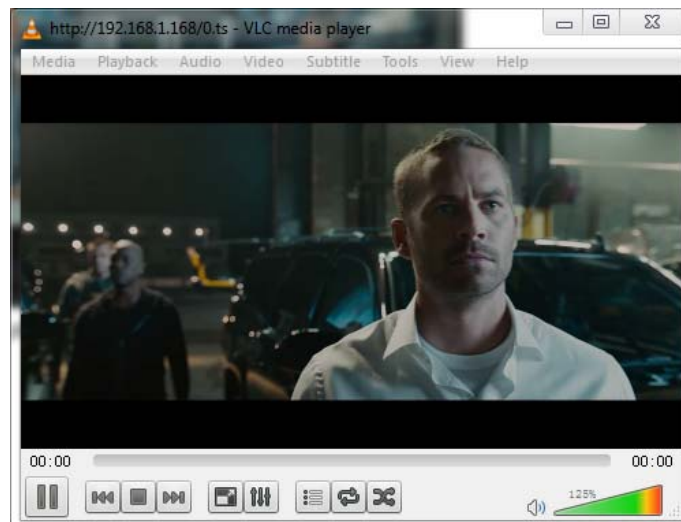 http://192.168.1.168/0.ts - VLC media player
Media Playback Audio Video Subtitle Tools View Help
00:00 00:00
125%